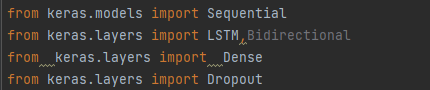 from keras.models import Sequential
from keras.layers import LSTM,Bidirectional
from  keras.layers import  Dense
from keras.layers import Dropout